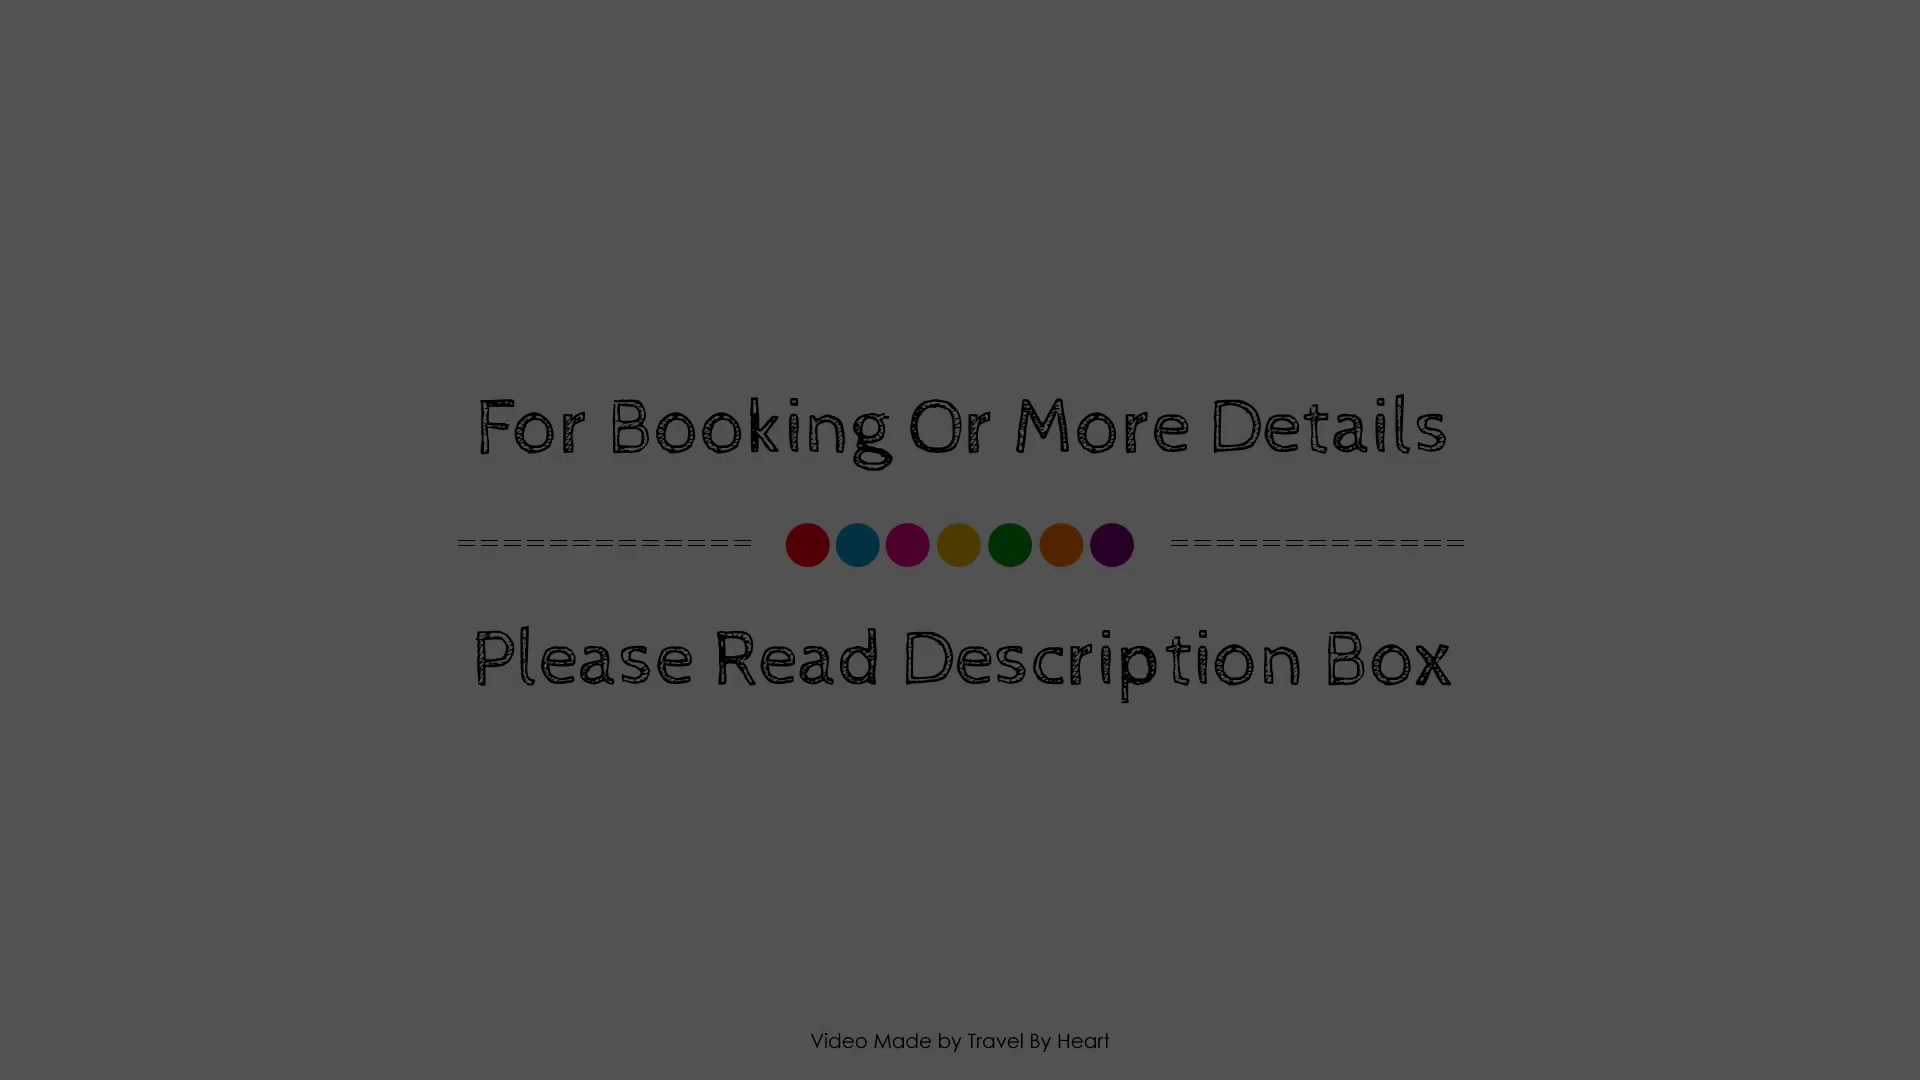 For Booking Or More Details
============= =============
Please Read Description Box
Video Made by Travel By Heart